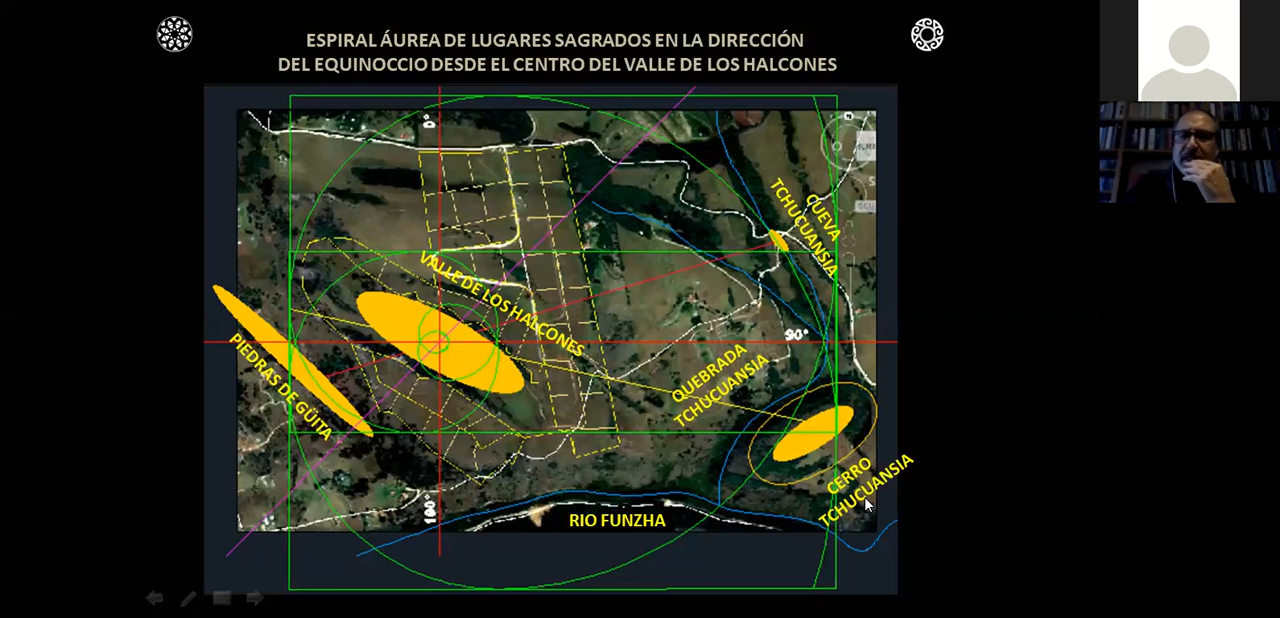 ESPIRAL ÁUREA DE LUGARES SAGRADOS EN LA DIRECCIÓN
DEL EQUINOCCIO DESDE EL CENTRO DEL VALLE DE LOS HALCONES
0°
N
CUEVA
TCHUCUANSIA
VALLE DE LOS HALCONES
PIEDRAS DE GÜITA
90°
QUEBRADA
TCHUCUANSIA
CERRO
TCHUCUANSIA
180°
RIO FUNZHA